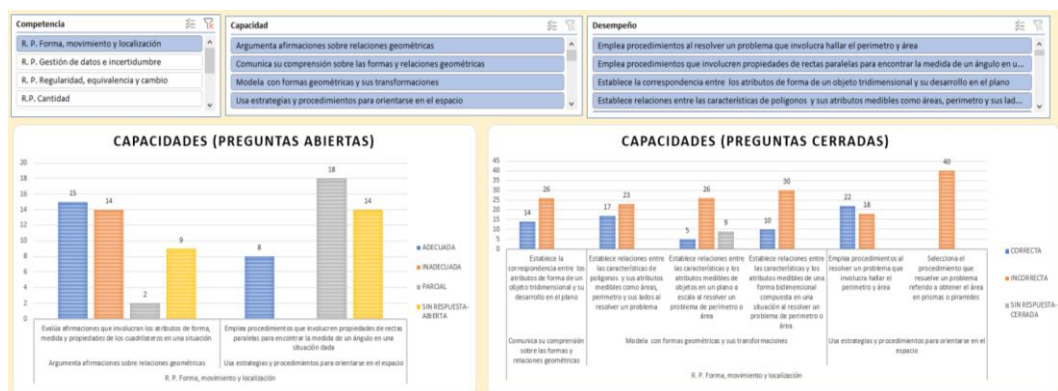 Competencia
R. P. Forma, movimiento y localización
R. P. Gestión de datos e incertidumbre
R. P. Regularidad, equivalencia y cambio
R.P. Cantidad
Capacidad
Argumenta afirmaciones sobre relaciones geométricas
Comunica su comprensión sobre las formas y relaciones geométricas
Modela con formas geométricas y sus transformaciones
Usa estrategias y procedimientos para orientarse en el espacio
Desempeño
Emplea procedimientos al resolver un problema que involucra hallar el perimetro y área
Emplea procedimientos que involucren propiedades de rectas paralelas para encontrar la medida de un ángulo en u...
Establece la correspondencia entre los atributos de forma de un objeto tridimensional y su desarrollo en el plano
Establece relaciones entre las características de polígonos y sus atributos medibles como áreas, perimetro y sus lad...
CAPACIDADES (PREGUNTAS ABIERTAS)
20
18
16
14
12
10
8
6
4
2
0
15
14
2
9
8
18
14
ADECUADA
INADECUADA
PARCIAL
SIN RESPUESTA-
ABIERTA
Evalúa afirmaciones que involucran los atributos de forma,
medida y propiedades de los cuadriláteros en una situación
Emplea procedimientos que involucren propiedades de rectas
paralelas para encontrar la medida de un ángulo en una
situación dada
Argumenta afirmaciones sobre relaciones geométricas
Usa estrategias y procedimientos para orientarse en el espacio
R. P. Forma, movimiento y localización
CAPACIDADES (PREGUNTAS CERRADAS)
45
40
35
30
25
20
15
10
5
0
14
26
17
23
5
26
9
10
30
22
18
40
CORRECTA
INCORRECTA
SIN RESPUESTA-
CERRADA
Establece la
correspondencia entre los
atributos de forma de un
objeto tridimensional y su
desarrollo en el plano
Establece relaciones entre
las características de
polígonos y sus atributos
medibles como áreas,
perimetro y sus lados al
resolver un problema
Establece relaciones entre
las características y los
atributos medibles de
objetos en un plano a
escala al resolver un
problema de perimetro o
área
Establece relaciones entre
las características y los
atributos medibles de una
forma bidimensional
compuesta en una
situación al resolver un
problema de perimetro o
área.
Emplea procedimientos al
resolver un problema que
involucra hallar el
perimetro y área
Selecciona el
procedimiento que
resuelve un problema
referido a obtener el área
en prismas o piramides
Comunica su comprensión
sobre las formas y
relaciones geométricas
Modela con formas geométricas y sus transformaciones
Usa estrategias y procedimientos para orientarse en el
espacio
R. P. Forma, movimiento y localización